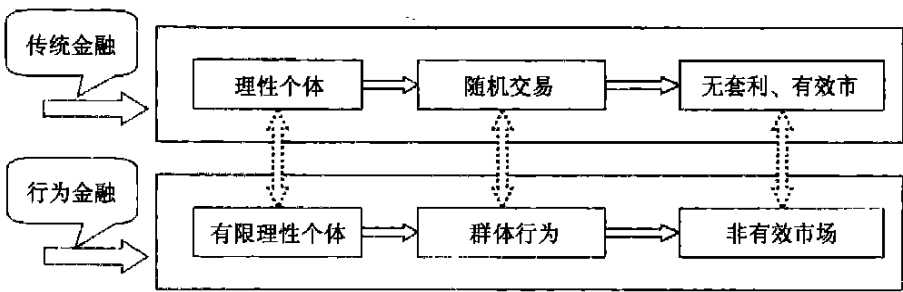 传统金融
理性个体
随机交易
无套利、有效市
行为金融
有限理性个体
群体行为
非有效市场